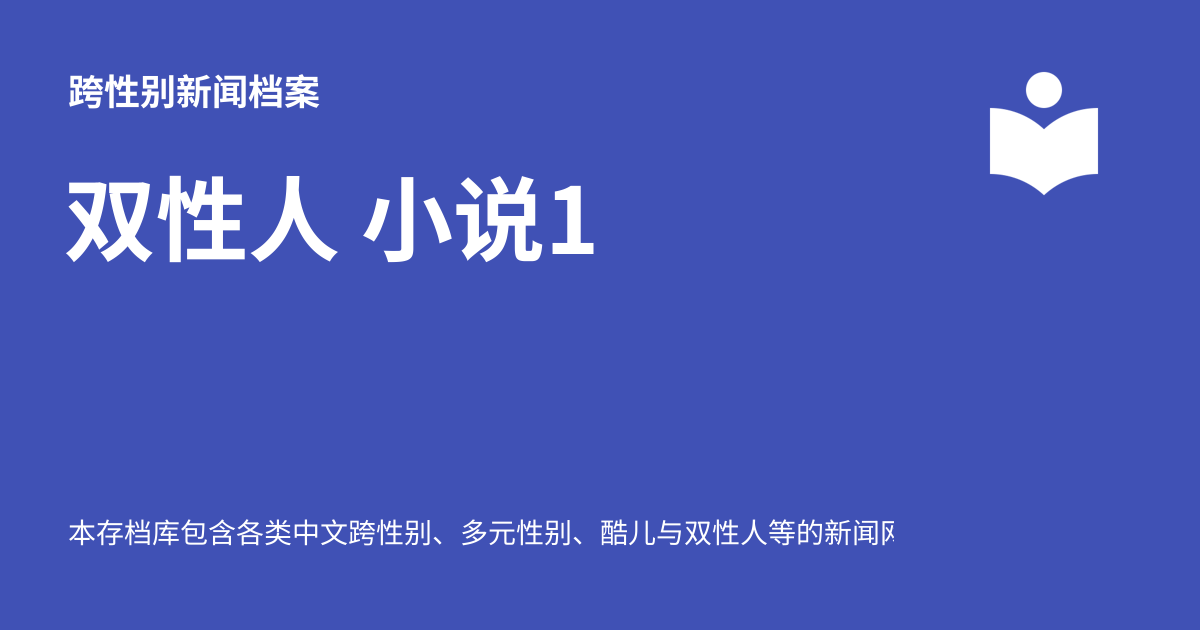 跨性别新闻档案
双性人 小说1
本存档库包含各类中文跨性别、多元性别、酷儿与双性人等的新闻